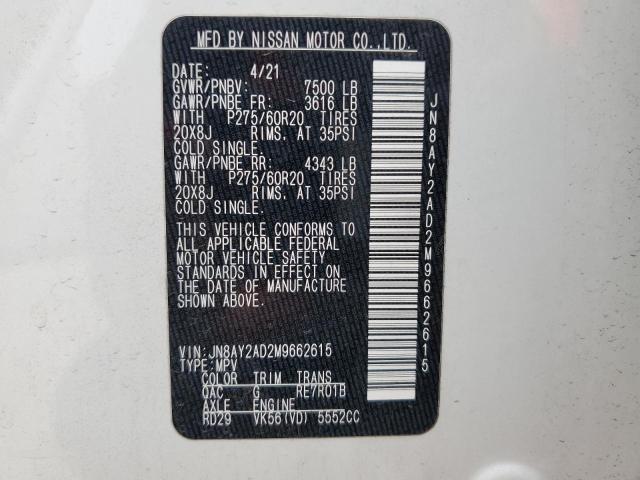 MFD BY NISSAN MOTOR CO.,LTD.
DATE: 4/21
GVWR/PNBV: 7500 LB
GAWR/PNBE FR: 3616 LB
WITH P275/60R20 TIRES
20X8J RIMS, AT 35PSI
COLD SINGLE.
GAWR/PNBE RR: 4343 LB
WITH P275/60R20 TIRES
20X8J RIMS, AT 35PSI
COLD SINGLE.
THIS VEHICLE CONFORMS TO
ALL APPLICABLE FEDERAL
MOTOR VEHICLE SAFETY
STANDARDS IN EFFECT ON
THE DATE OF MANUFACTURE
SHOWN ABOVE.
VIN:JN8AY2AD2M9662615
TYPE:MPV
COLOR TRIM TRANS
QAC G RE7R01B
AXLE ENGINE
RD29 VK56(VD) 5552CC
JN8AY2AD2M9662615